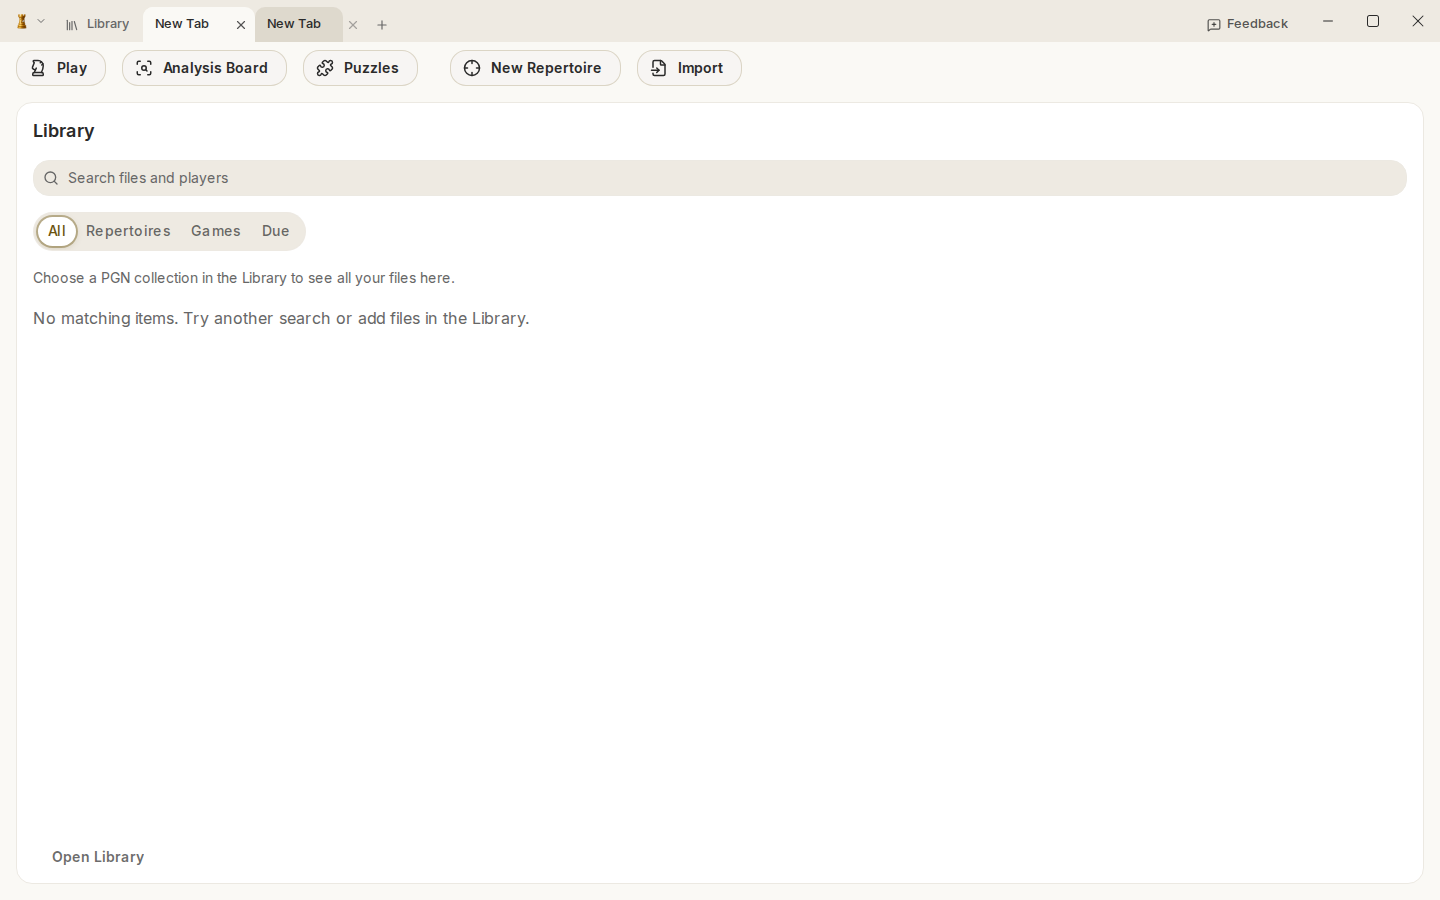 Library
New Tab
New Tab
Feedback
Play
Analysis Board
Puzzles
New Repertoire
Import
Library
Search files and players
All
Repertoires
Games
Due
Choose a PGN collection in the Library to see all your files here.
No matching items. Try another search or add files in the Library.
Open Library